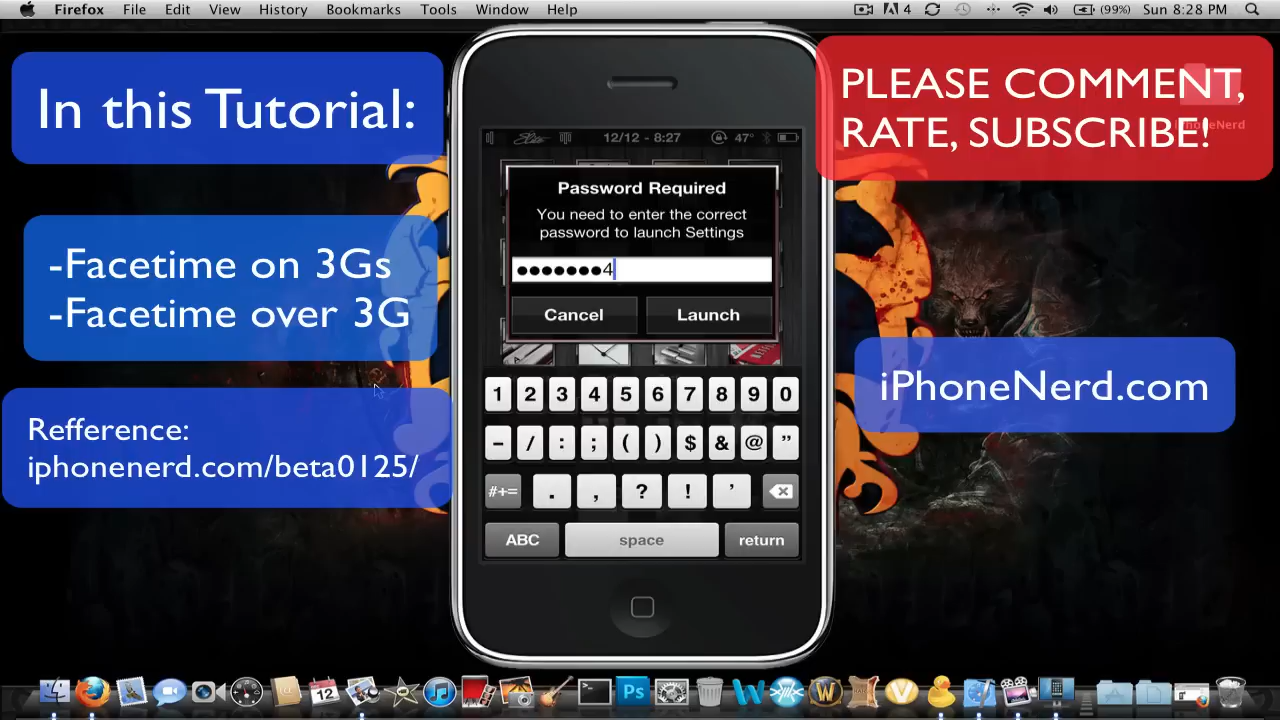 Firefox File Edit View History Bookmarks Tools Window Help
4 (99%) Sun 8:28 PM
In this Tutorial:
-Facetime on 3Gs
-Facetime over 3G
Refference:
iphonenerd.com/beta0125/
12/12 - 8:27 47°
Password Required
You need to enter the correct
password to launch Settings
●●●●●●●4
Cancel Launch
1 2 3 4 5 6 7 8 9 0
- / : ; ( ) $ & @ "
#+= . , ? ! '
ABC space return
PLEASE COMMENT,
RATE, SUBSCRIBE!
iPhoneNerd.com
12 Ps